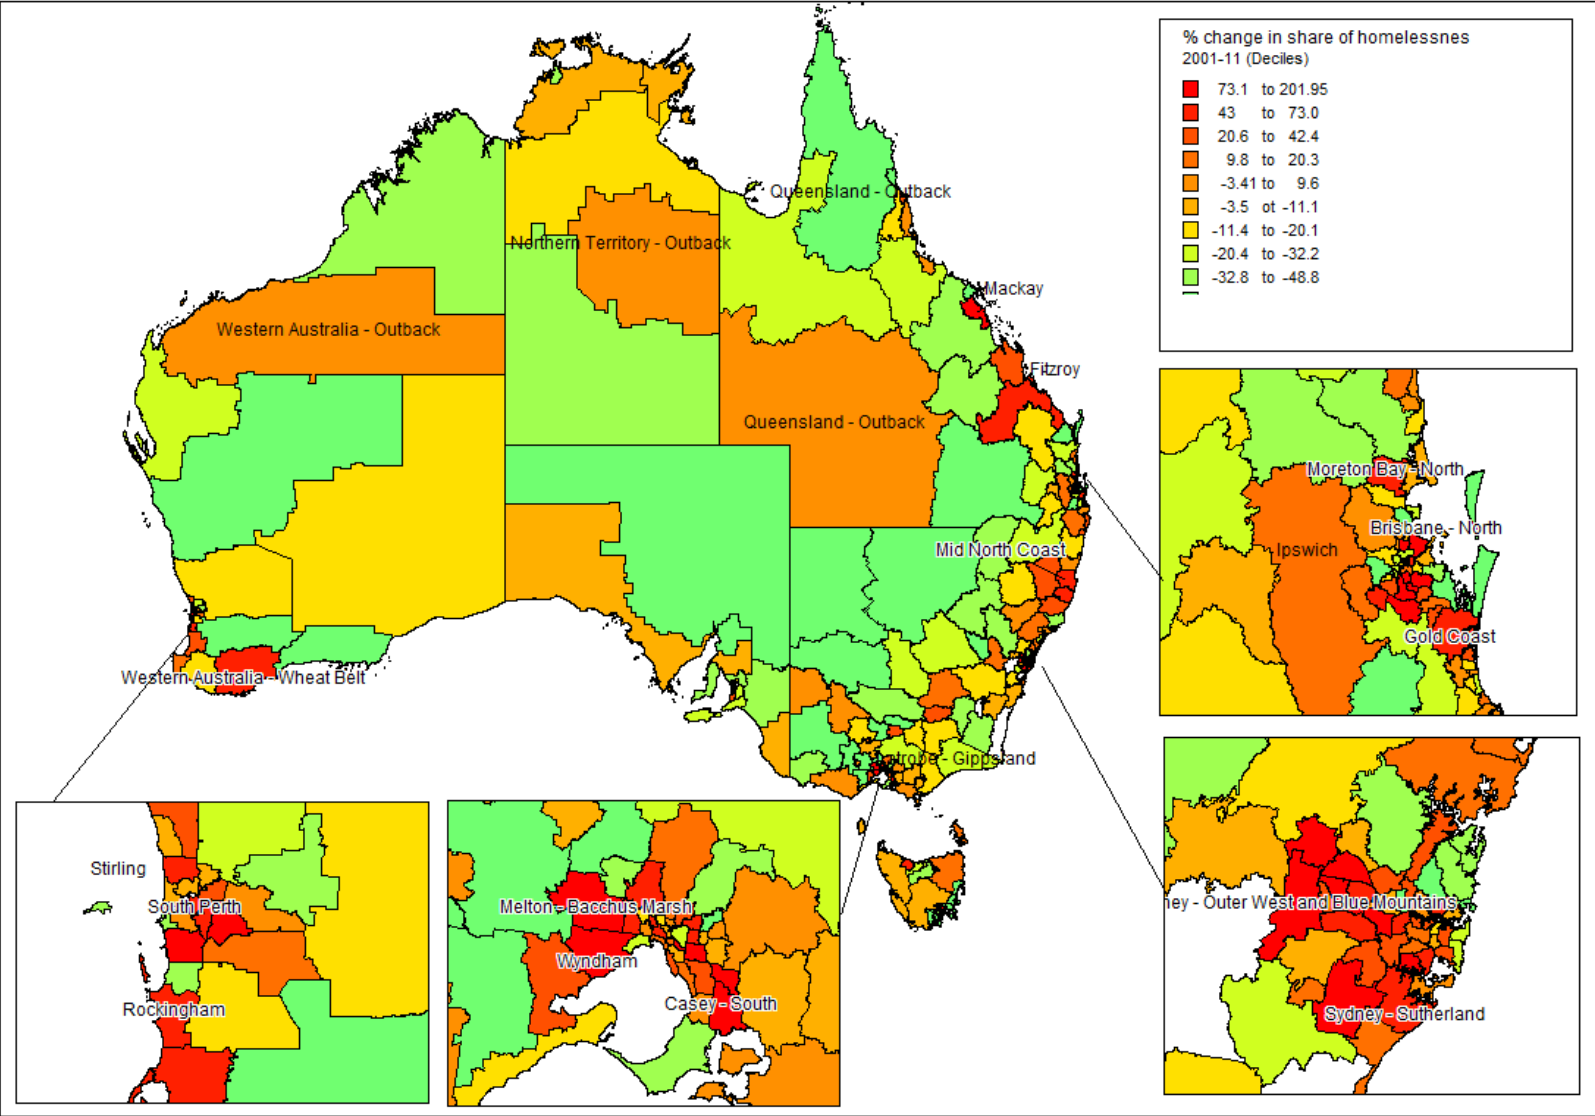 % change in share of homelessnes
2001-11 (Deciles)
73.1 to 201.95
43 to 73.0
20.6 to 42.4
9.8 to 20.3
-3.41 to 9.6
-3.5 ot -11.1
-11.4 to -20.1
-20.4 to -32.2
-32.8 to -48.8
Queensland - Outback
Northern Territory - Outback
Mackay
Western Australia - Outback
Fitzroy
Queensland - Outback
Mid North Coast
Western Australia - Wheat Belt
Latrobe - Gippsland
Moreton Bay - North
Brisbane - North
Ipswich
Gold Coast
Stirling
South Perth
Rockingham
Melton - Bacchus Marsh
Wyndham
Casey - South
ney - Outer West and Blue Mountains
Sydney - Sutherland